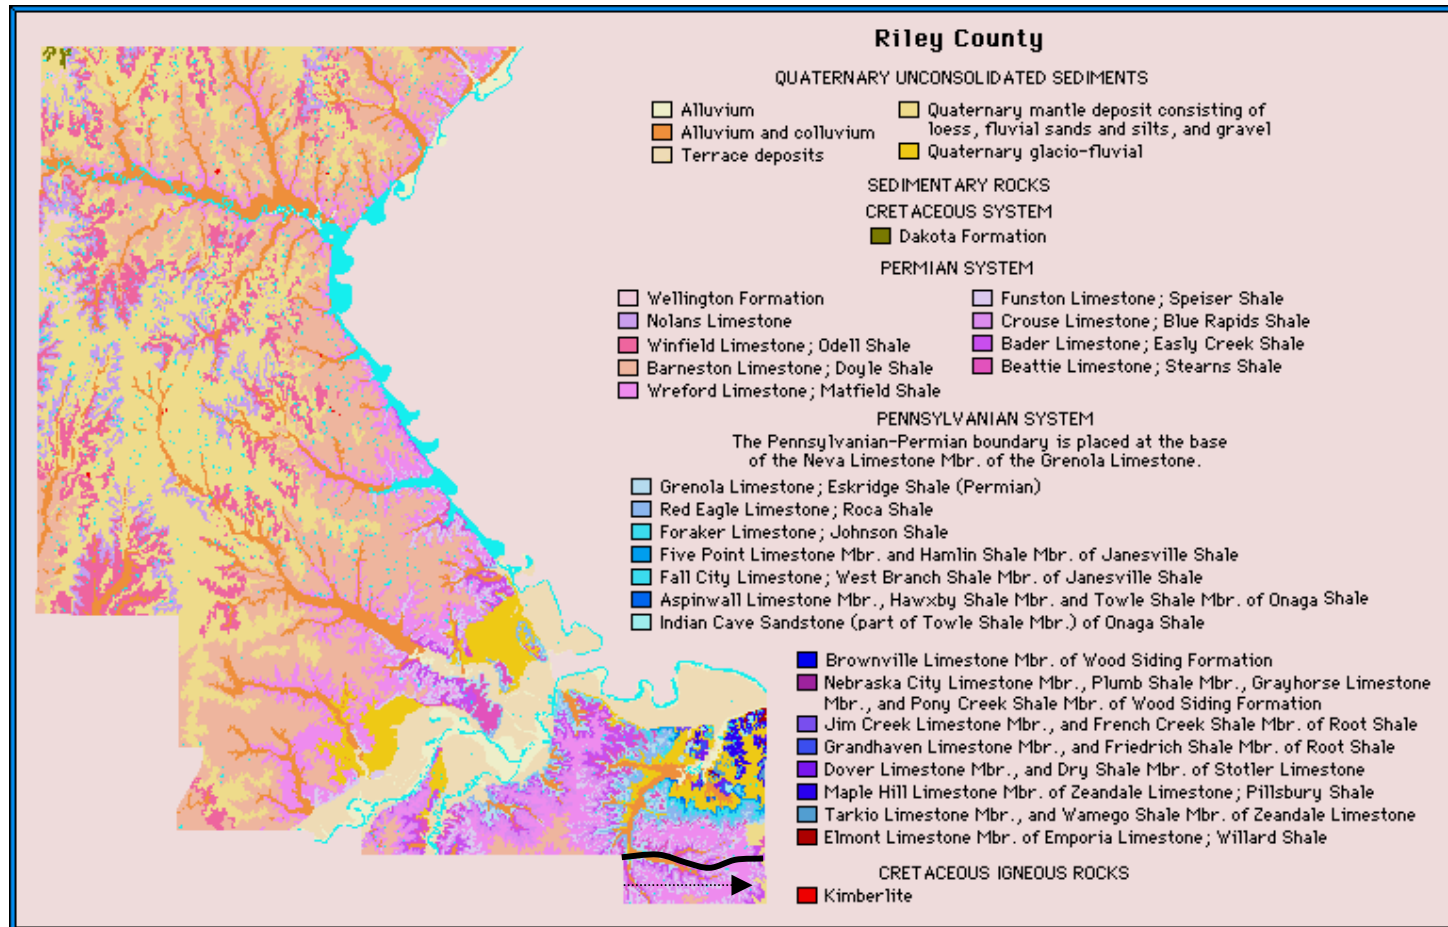 Riley County
QUATERNARY UNCONSOLIDATED SEDIMENTS
Alluvium
Alluvium and colluvium
Terrace deposits
Quaternary mantle deposit consisting of
loess, fluvial sands and silts, and gravel
Quaternary glacio-fluvial
SEDIMENTARY ROCKS
CRETACEOUS SYSTEM
Dakota Formation
PERMIAN SYSTEM
Wellington Formation
Nolans Limestone
Winfield Limestone; Odell Shale
Barneston Limestone; Doyle Shale
Wreford Limestone; Matfield Shale
Funston Limestone; Speiser Shale
Crouse Limestone; Blue Rapids Shale
Bader Limestone; Easly Creek Shale
Beattie Limestone; Stearns Shale
PENNSYLVANIAN SYSTEM
The Pennsylvanian-Permian boundary is placed at the base
of the Neva Limestone Mbr. of the Grenola Limestone.
Grenola Limestone; Eskridge Shale (Permian)
Red Eagle Limestone; Roca Shale
Foraker Limestone; Johnson Shale
Five Point Limestone Mbr. and Hamlin Shale Mbr. of Janesville Shale
Fall City Limestone; West Branch Shale Mbr. of Janesville Shale
Aspinwall Limestone Mbr., Hawxby Shale Mbr. and Towle Shale Mbr. of Onaga Shale
Indian Cave Sandstone (part of Towle Shale Mbr.) of Onaga Shale
Brownville Limestone Mbr. of Wood Siding Formation
Nebraska City Limestone Mbr., Plumb Shale Mbr., Grayhorse Limestone
Mbr., and Pony Creek Shale Mbr. of Wood Siding Formation
Jim Creek Limestone Mbr., and French Creek Shale Mbr. of Root Shale
Grandhaven Limestone Mbr., and Friedrich Shale Mbr. of Root Shale
Dover Limestone Mbr., and Dry Shale Mbr. of Stotler Limestone
Maple Hill Limestone Mbr. of Zeandale Limestone; Pillsbury Shale
Tarkio Limestone Mbr., and Wamego Shale Mbr. of Zeandale Limestone
Elmont Limestone Mbr. of Emporia Limestone; Willard Shale
CRETACEOUS IGNEOUS ROCKS
Kimberlite